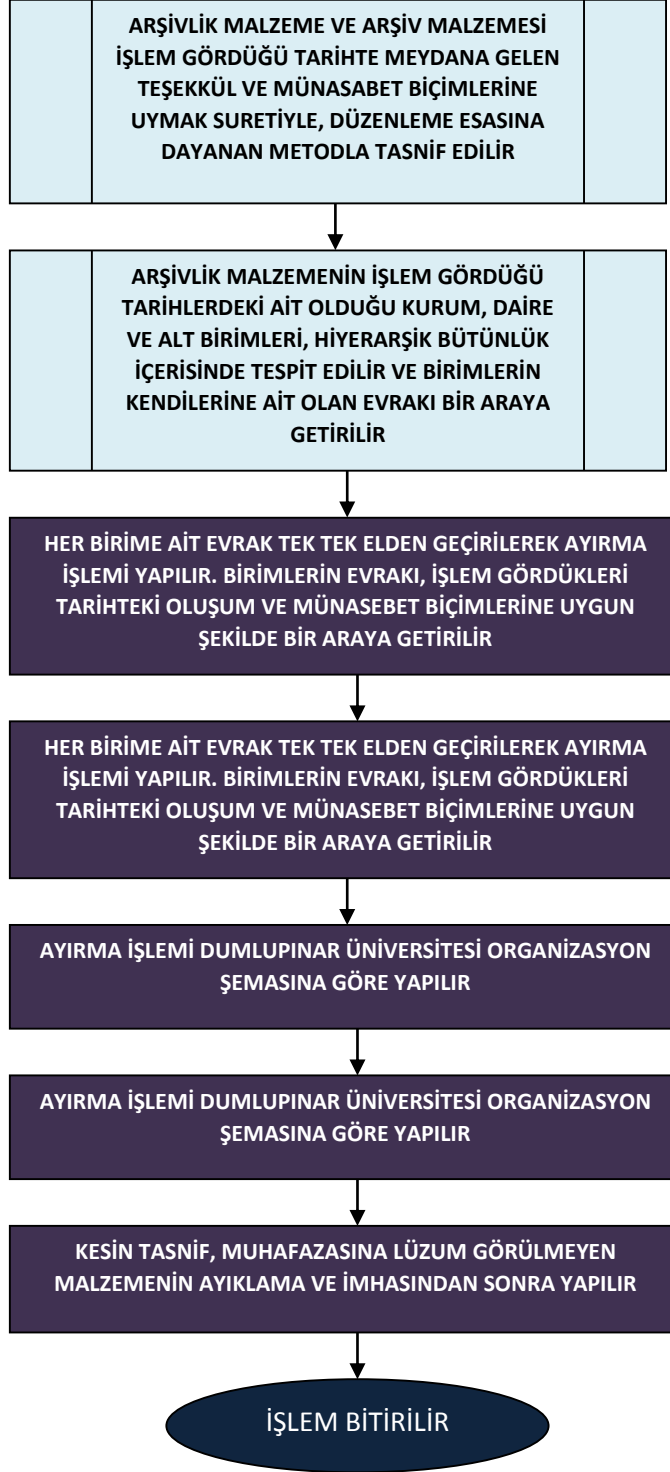 ARŞİVLİK MALZEME VE ARŞİV MALZEMESİ
İŞLEM GÖRDÜĞÜ TARİHTE MEYDANA GELEN
TEŞEKKÜL VE MÜNASABET BİÇİMLERİNE
UYMAK SURETİYLE, DÜZENLEME ESASINA
DAYANAN METODLA TASNİF EDİLİR
ARŞİVLİK MALZEMENİN İŞLEM GÖRDÜĞÜ
TARİHLERDEKİ AİT OLDUĞU KURUM, DAİRE
VE ALT BİRİMLERİ, HİYERARŞİK BÜTÜNLÜK
İÇERİSİNDE TESPİT EDİLİR VE BİRİMLERİN
KENDİLERİNE AİT OLAN EVRAKI BİR ARAYA
GETİRİLİR
HER BİRİME AİT EVRAK TEK TEK ELDEN GEÇİRİLEREK AYIRMA
İŞLEMİ YAPILIR. BİRİMLERİN EVRAKI, İŞLEM GÖRDÜKLERİ
TARİHTEKİ OLUŞUM VE MÜNASEBET BİÇİMLERİNE UYGUN
ŞEKİLDE BİR ARAYA GETİRİLİR
HER BİRİME AİT EVRAK TEK TEK ELDEN GEÇİRİLEREK AYIRMA
İŞLEMİ YAPILIR. BİRİMLERİN EVRAKI, İŞLEM GÖRDÜKLERİ
TARİHTEKİ OLUŞUM VE MÜNASEBET BİÇİMLERİNE UYGUN
ŞEKİLDE BİR ARAYA GETİRİLİR
AYIRMA İŞLEMİ DUMLUPINAR ÜNİVERSİTESİ ORGANİZASYON
ŞEMASINA GÖRE YAPILIR
AYIRMA İŞLEMİ DUMLUPINAR ÜNİVERSİTESİ ORGANİZASYON
ŞEMASINA GÖRE YAPILIR
KESİN TASNİF, MUHAFAZASINA LÜZUM GÖRÜLMEYEN
MALZEMENİN AYIKLAMA VE İMHASINDAN SONRA YAPILIR
İŞLEM BİTİRİLİR